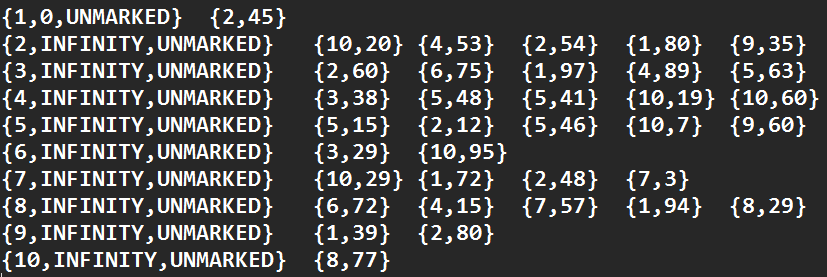 {1,0,UNMARKED} {2,45}
{2,INFINITY,UNMARKED} {10,20} {4,53} {2,54} {1,80} {9,35}
{3,INFINITY,UNMARKED} {2,60} {6,75} {1,97} {4,89} {5,63}
{4,INFINITY,UNMARKED} {3,38} {5,48} {5,41} {10,19} {10,60}
{5,INFINITY,UNMARKED} {5,15} {2,12} {5,46} {10,7} {9,60}
{6,INFINITY,UNMARKED} {3,29} {10,95}
{7,INFINITY,UNMARKED} {10,29} {1,72} {2,48} {7,3}
{8,INFINITY,UNMARKED} {6,72} {4,15} {7,57} {1,94} {8,29}
{9,INFINITY,UNMARKED} {1,39} {2,80}
{10,INFINITY,UNMARKED} {8,77}